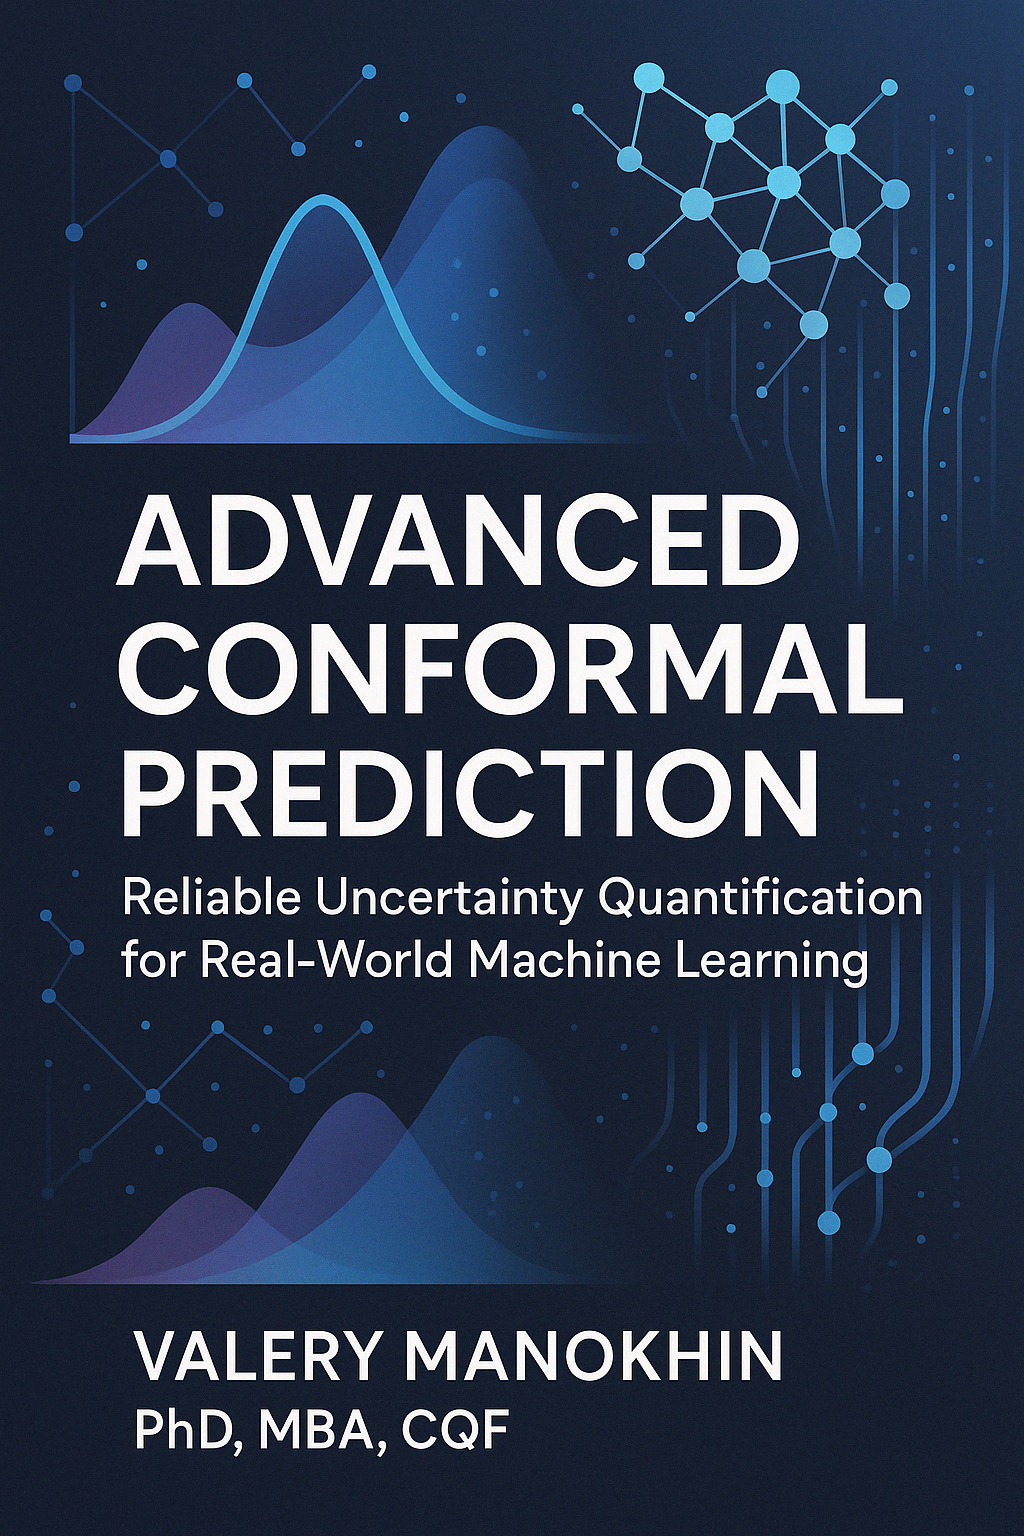 ADVANCED
CONFORMAL
PREDICTION
Reliable Uncertainty Quantification
for Real-World Machine Learning
VALERY MANOKHIN
PhD, MBA, CQF